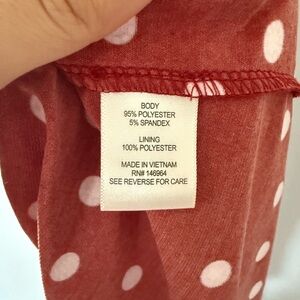 BODY
95% POLYESTER
5% SPANDEX
LINING
100% POLYESTER
MADE IN VIETNAM
RN# 146964
SEE REVERSE FOR CARE